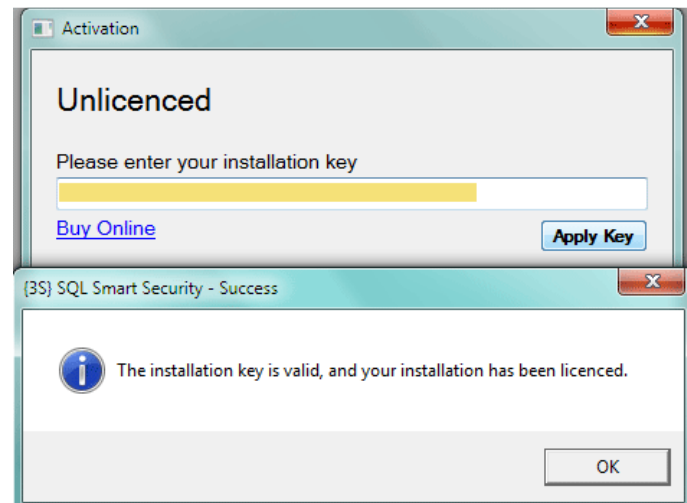 Activation
Unlicenced
Please enter your installation key
Buy Online
Apply Key
{3S} SQL Smart Security - Success
The installation key is valid, and your installation has been licenced.
OK